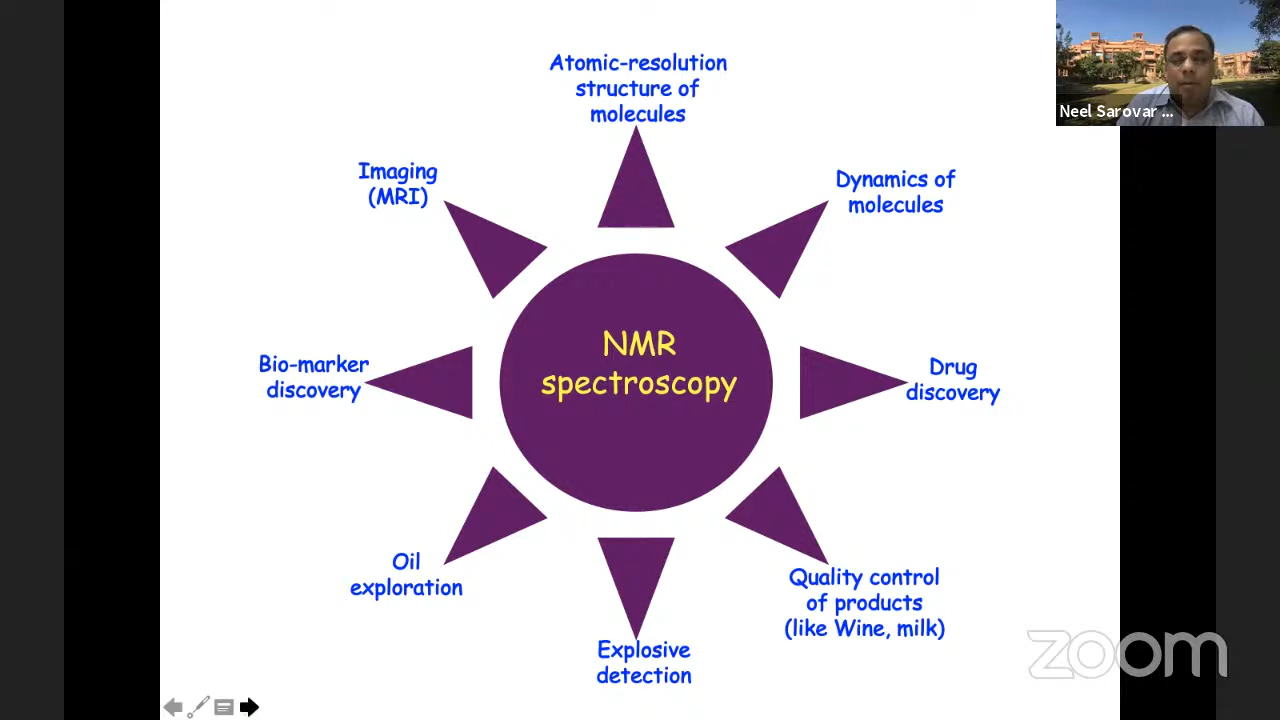 Atomic-resolution
structure of
molecules
Neel Sarovar ...
Imaging
(MRI)
Dynamics of
molecules
NMR
spectroscopy
Bio-marker
discovery
Drug
discovery
Oil
exploration
Quality control
of products
(like Wine, milk)
Explosive
detection
zoom